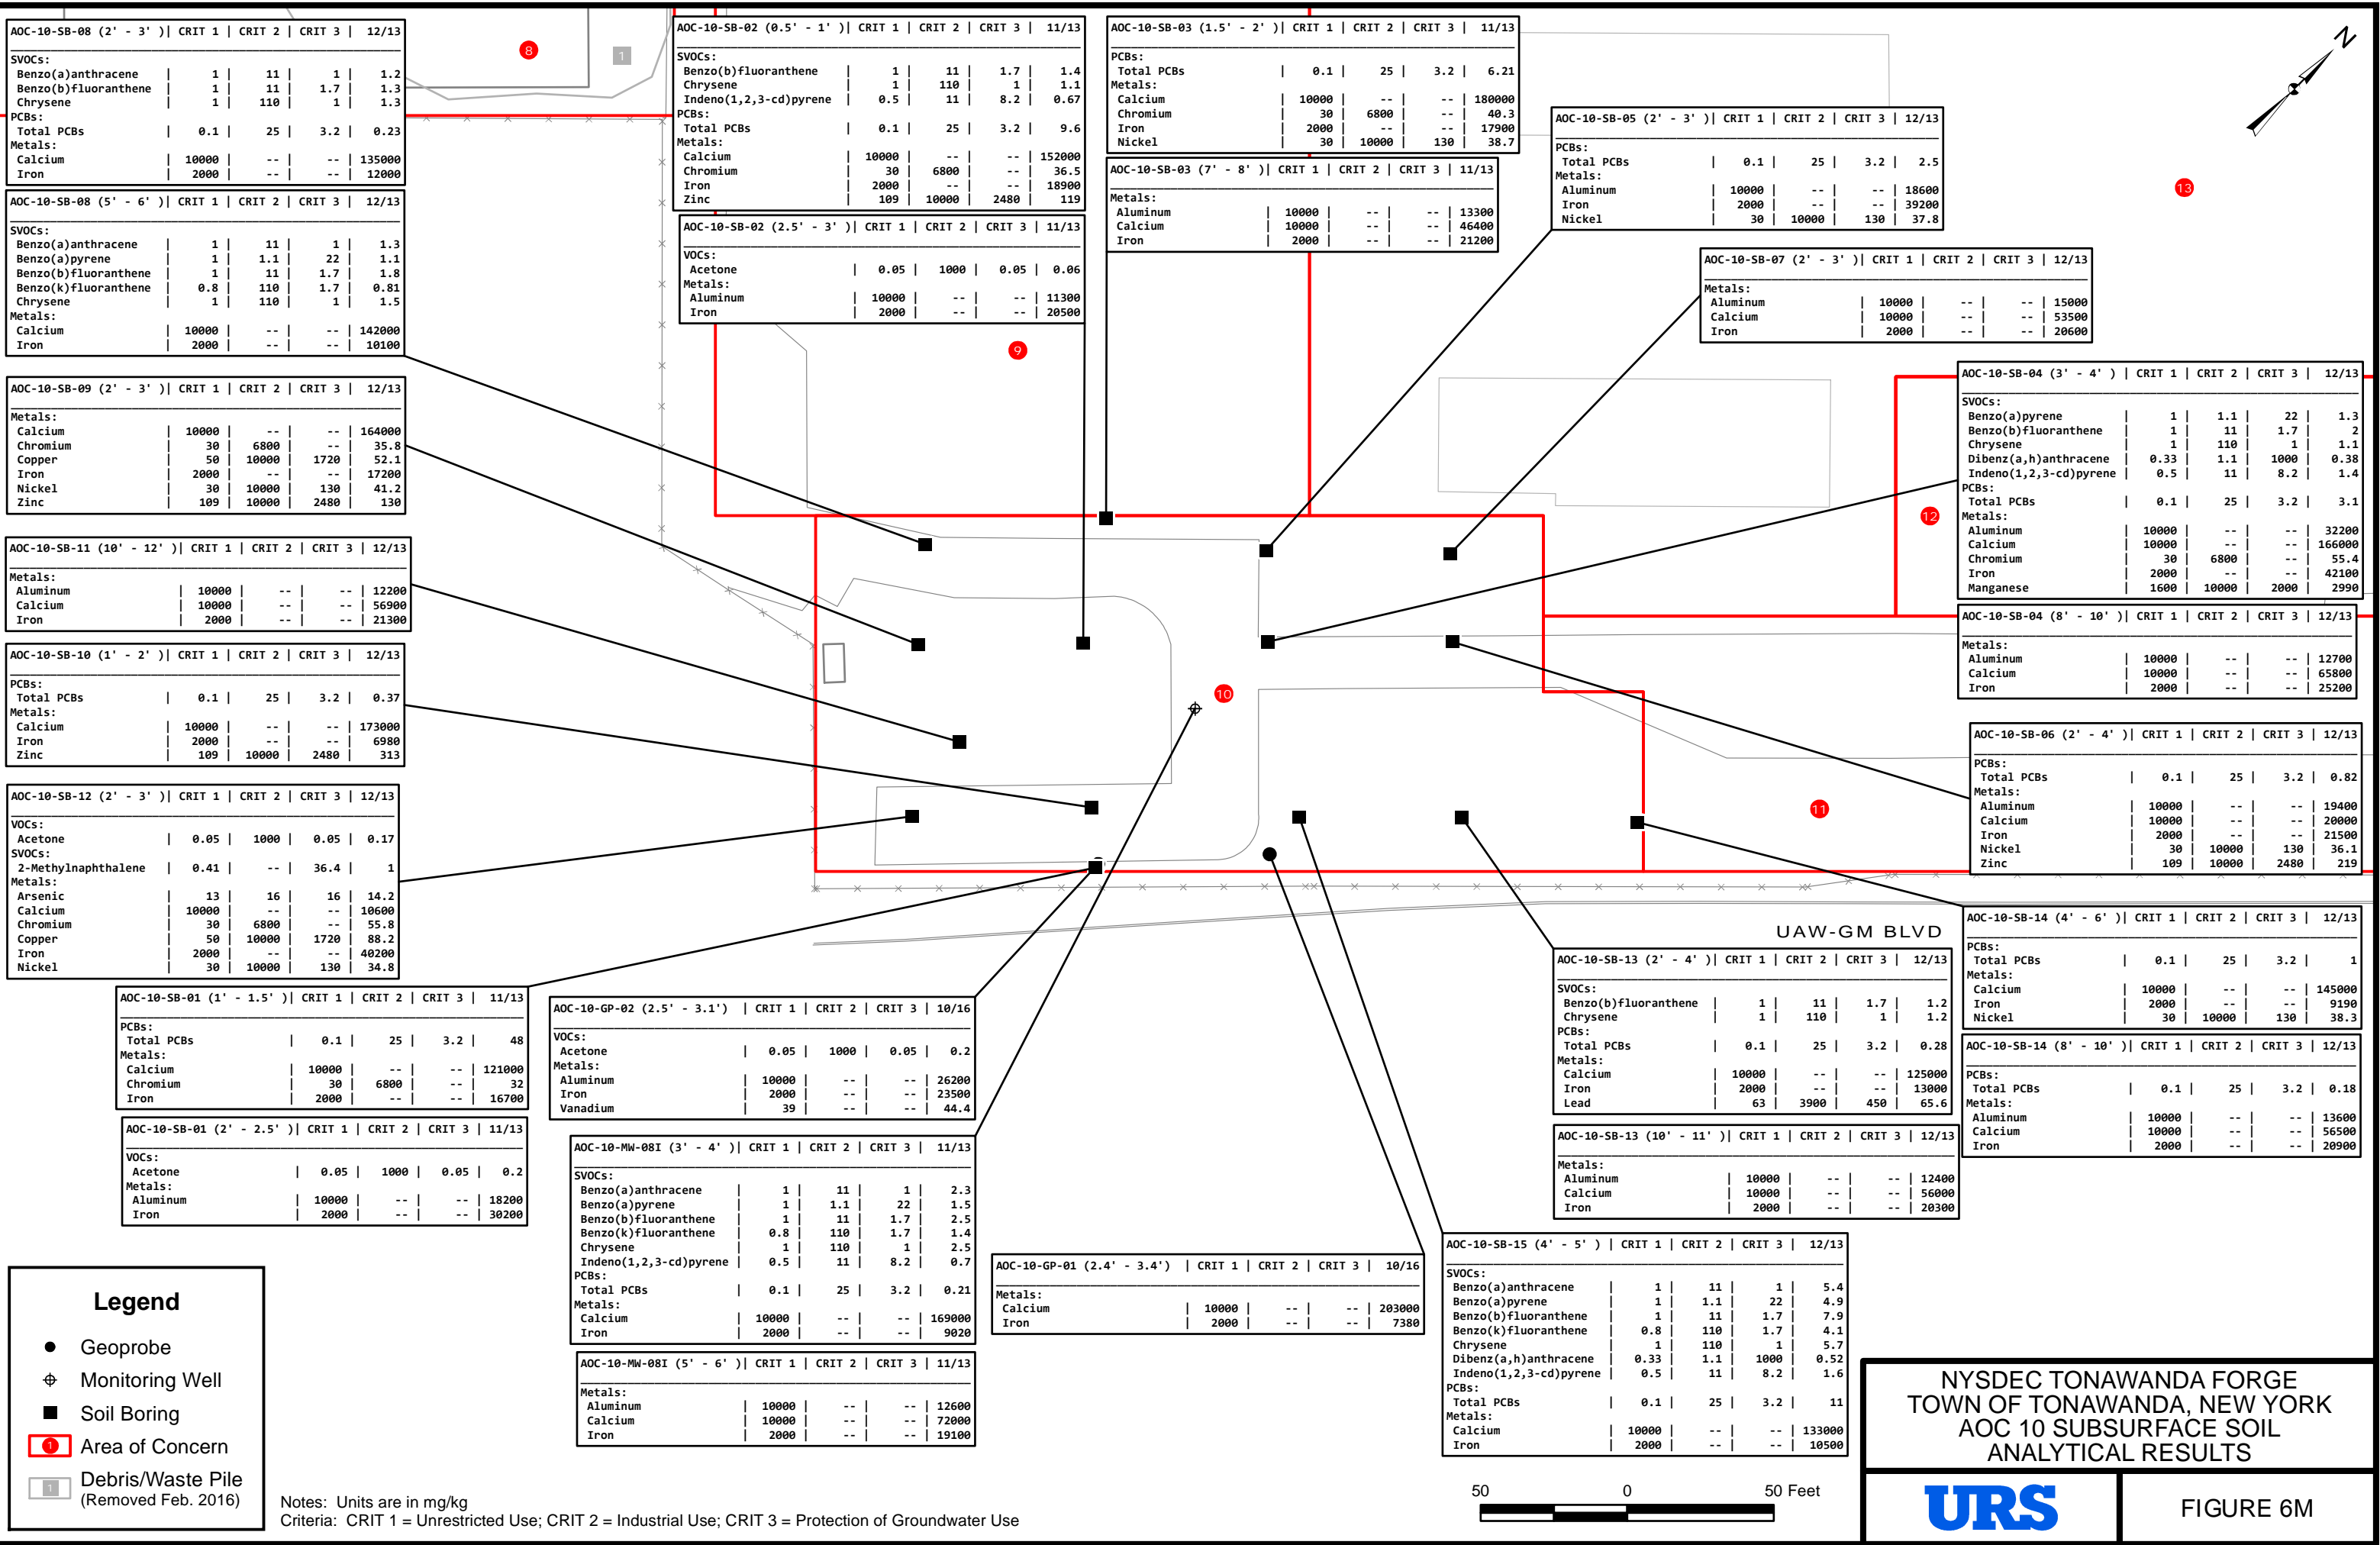 AOC-10-SB-08 (2' - 3' )| CRIT 1 | CRIT 2 | CRIT 3 | 12/13
SVOCs:
Benzo(a)anthracene | 1 | 11 | 1 | 1.2
Benzo(b)fluoranthene | 1 | 11 | 1.7 | 1.3
Chrysene | 1 | 110 | 1 | 1.3
PCBs:
Total PCBs | 0.1 | 25 | 3.2 | 0.23
Metals:
Calcium | 10000 | -- | -- | 135000
Iron | 2000 | -- | -- | 12000
AOC-10-SB-08 (5' - 6' )| CRIT 1 | CRIT 2 | CRIT 3 | 12/13
SVOCs:
Benzo(a)anthracene | 1 | 11 | 1 | 1.3
Benzo(a)pyrene | 1 | 1.1 | 22 | 1.1
Benzo(b)fluoranthene | 1 | 11 | 1.7 | 1.8
Benzo(k)fluoranthene | 0.8 | 110 | 1.7 | 0.81
Chrysene | 1 | 110 | 1 | 1.5
Metals:
Calcium | 10000 | -- | -- | 142000
Iron | 2000 | -- | -- | 10100
AOC-10-SB-09 (2' - 3' )| CRIT 1 | CRIT 2 | CRIT 3 | 12/13
Metals:
Calcium | 10000 | -- | -- | 164000
Chromium | 30 | 6800 | -- | 35.8
Copper | 50 | 10000 | 1720 | 52.1
Iron | 2000 | -- | -- | 17200
Nickel | 30 | 10000 | 130 | 41.2
Zinc | 109 | 10000 | 2480 | 130
AOC-10-SB-11 (10' - 12' )| CRIT 1 | CRIT 2 | CRIT 3 | 12/13
Metals:
Aluminum | 10000 | -- | -- | 12200
Calcium | 10000 | -- | -- | 56900
Iron | 2000 | -- | -- | 21300
AOC-10-SB-10 (1' - 2' )| CRIT 1 | CRIT 2 | CRIT 3 | 12/13
PCBs:
Total PCBs | 0.1 | 25 | 3.2 | 0.37
Metals:
Calcium | 10000 | -- | -- | 173000
Iron | 2000 | -- | -- | 6980
Zinc | 109 | 10000 | 2480 | 313
AOC-10-SB-12 (2' - 3' )| CRIT 1 | CRIT 2 | CRIT 3 | 12/13
VOCs:
Acetone | 0.05 | 1000 | 0.05 | 0.17
SVOCs:
2-Methylnaphthalene | 0.41 | -- | 36.4 | 1
Metals:
Arsenic | 13 | 16 | 16 | 14.2
Calcium | 10000 | -- | -- | 10600
Chromium | 30 | 6800 | -- | 55.8
Copper | 50 | 10000 | 1720 | 88.2
Iron | 2000 | -- | -- | 40200
Nickel | 30 | 10000 | 130 | 34.8
AOC-10-SB-01 (1' - 1.5' )| CRIT 1 | CRIT 2 | CRIT 3 | 11/13
PCBs:
Total PCBs | 0.1 | 25 | 3.2 | 48
Metals:
Calcium | 10000 | -- | -- | 121000
Chromium | 30 | 6800 | -- | 32
Iron | 2000 | -- | -- | 16700
AOC-10-SB-01 (2' - 2.5' )| CRIT 1 | CRIT 2 | CRIT 3 | 11/13
VOCs:
Acetone | 0.05 | 1000 | 0.05 | 0.2
Metals:
Aluminum | 10000 | -- | -- | 18200
Iron | 2000 | -- | -- | 30200
AOC-10-SB-02 (0.5' - 1' )| CRIT 1 | CRIT 2 | CRIT 3 | 11/13
SVOCs:
Benzo(b)fluoranthene | 1 | 11 | 1.7 | 1.4
Chrysene | 1 | 110 | 1 | 1.1
Indeno(1,2,3-cd)pyrene | 0.5 | 11 | 8.2 | 0.67
PCBs:
Total PCBs | 0.1 | 25 | 3.2 | 9.6
Metals:
Calcium | 10000 | -- | -- | 152000
Chromium | 30 | 6800 | -- | 36.5
Iron | 2000 | -- | -- | 18900
Zinc | 109 | 10000 | 2480 | 119
AOC-10-SB-02 (2.5' - 3' )| CRIT 1 | CRIT 2 | CRIT 3 | 11/13
VOCs:
Acetone | 0.05 | 1000 | 0.05 | 0.06
Metals:
Aluminum | 10000 | -- | -- | 11300
Iron | 2000 | -- | -- | 20500
AOC-10-SB-03 (1.5' - 2' )| CRIT 1 | CRIT 2 | CRIT 3 | 11/13
PCBs:
Total PCBs | 0.1 | 25 | 3.2 | 6.21
Metals:
Calcium | 10000 | -- | -- | 180000
Chromium | 30 | 6800 | -- | 40.3
Iron | 2000 | -- | -- | 17900
Nickel | 30 | 10000 | 130 | 38.7
AOC-10-SB-03 (7' - 8' )| CRIT 1 | CRIT 2 | CRIT 3 | 11/13
Metals:
Aluminum | 10000 | -- | -- | 13300
Calcium | 10000 | -- | -- | 46400
Iron | 2000 | -- | -- | 21200
AOC-10-SB-05 (2' - 3' )| CRIT 1 | CRIT 2 | CRIT 3 | 12/13
PCBs:
Total PCBs | 0.1 | 25 | 3.2 | 2.5
Metals:
Aluminum | 10000 | -- | -- | 18600
Iron | 2000 | -- | -- | 39200
Nickel | 30 | 10000 | 130 | 37.8
AOC-10-SB-07 (2' - 3' )| CRIT 1 | CRIT 2 | CRIT 3 | 12/13
Metals:
Aluminum | 10000 | -- | -- | 15000
Calcium | 10000 | -- | -- | 53500
Iron | 2000 | -- | -- | 20600
AOC-10-SB-04 (3' - 4' ) | CRIT 1 | CRIT 2 | CRIT 3 | 12/13
SVOCs:
Benzo(a)pyrene | 1 | 1.1 | 22 | 1.3
Benzo(b)fluoranthene | 1 | 11 | 1.7 | 2
Chrysene | 1 | 110 | 1 | 1.1
Dibenz(a,h)anthracene | 0.33 | 1.1 | 1000 | 0.38
Indeno(1,2,3-cd)pyrene | 0.5 | 11 | 8.2 | 1.4
PCBs:
Total PCBs | 0.1 | 25 | 3.2 | 3.1
Metals:
Aluminum | 10000 | -- | -- | 32200
Calcium | 10000 | -- | -- | 166000
Chromium | 30 | 6800 | -- | 55.4
Iron | 2000 | -- | -- | 42100
Manganese | 1600 | 10000 | 2000 | 2990
AOC-10-SB-04 (8' - 10' )| CRIT 1 | CRIT 2 | CRIT 3 | 12/13
Metals:
Aluminum | 10000 | -- | -- | 12700
Calcium | 10000 | -- | -- | 65800
Iron | 2000 | -- | -- | 25200
AOC-10-SB-06 (2' - 4' )| CRIT 1 | CRIT 2 | CRIT 3 | 12/13
PCBs:
Total PCBs | 0.1 | 25 | 3.2 | 0.82
Metals:
Aluminum | 10000 | -- | -- | 19400
Calcium | 10000 | -- | -- | 20000
Iron | 2000 | -- | -- | 21500
Nickel | 30 | 10000 | 130 | 36.1
Zinc | 109 | 10000 | 2480 | 219
AOC-10-SB-14 (4' - 6' )| CRIT 1 | CRIT 2 | CRIT 3 | 12/13
PCBs:
Total PCBs | 0.1 | 25 | 3.2 | 1
Metals:
Calcium | 10000 | -- | -- | 145000
Iron | 2000 | -- | -- | 9190
Nickel | 30 | 10000 | 130 | 38.3
AOC-10-SB-14 (8' - 10' )| CRIT 1 | CRIT 2 | CRIT 3 | 12/13
PCBs:
Total PCBs | 0.1 | 25 | 3.2 | 0.18
Metals:
Aluminum | 10000 | -- | -- | 13600
Calcium | 10000 | -- | -- | 56500
Iron | 2000 | -- | -- | 20900
AOC-10-GP-02 (2.5' - 3.1') | CRIT 1 | CRIT 2 | CRIT 3 | 10/16
VOCs:
Acetone | 0.05 | 1000 | 0.05 | 0.2
Metals:
Aluminum | 10000 | -- | -- | 26200
Iron | 2000 | -- | -- | 23500
Vanadium | 39 | -- | -- | 44.4
AOC-10-MW-08I (3' - 4' )| CRIT 1 | CRIT 2 | CRIT 3 | 11/13
SVOCs:
Benzo(a)anthracene | 1 | 11 | 1 | 2.3
Benzo(a)pyrene | 1 | 1.1 | 22 | 1.5
Benzo(b)fluoranthene | 1 | 11 | 1.7 | 2.5
Benzo(k)fluoranthene | 0.8 | 110 | 1.7 | 1.4
Chrysene | 1 | 110 | 1 | 2.5
Indeno(1,2,3-cd)pyrene | 0.5 | 11 | 8.2 | 0.7
PCBs:
Total PCBs | 0.1 | 25 | 3.2 | 0.21
Metals:
Calcium | 10000 | -- | -- | 169000
Iron | 2000 | -- | -- | 9020
AOC-10-MW-08I (5' - 6' )| CRIT 1 | CRIT 2 | CRIT 3 | 11/13
Metals:
Aluminum | 10000 | -- | -- | 12600
Calcium | 10000 | -- | -- | 72000
Iron | 2000 | -- | -- | 19100
AOC-10-GP-01 (2.4' - 3.4') | CRIT 1 | CRIT 2 | CRIT 3 | 10/16
Metals:
Calcium | 10000 | -- | -- | 203000
Iron | 2000 | -- | -- | 7380
UAW-GM BLVD
AOC-10-SB-13 (2' - 4' )| CRIT 1 | CRIT 2 | CRIT 3 | 12/13
SVOCs:
Benzo(b)fluoranthene | 1 | 11 | 1.7 | 1.2
Chrysene | 1 | 110 | 1 | 1.2
PCBs:
Total PCBs | 0.1 | 25 | 3.2 | 0.28
Metals:
Calcium | 10000 | -- | -- | 125000
Iron | 2000 | -- | -- | 13000
Lead | 63 | 3900 | 450 | 65.6
AOC-10-SB-13 (10' - 11' )| CRIT 1 | CRIT 2 | CRIT 3 | 12/13
Metals:
Aluminum | 10000 | -- | -- | 12400
Calcium | 10000 | -- | -- | 56000
Iron | 2000 | -- | -- | 20300
AOC-10-SB-15 (4' - 5' ) | CRIT 1 | CRIT 2 | CRIT 3 | 12/13
SVOCs:
Benzo(a)anthracene | 1 | 11 | 1 | 5.4
Benzo(a)pyrene | 1 | 1.1 | 22 | 4.9
Benzo(b)fluoranthene | 1 | 11 | 1.7 | 7.9
Benzo(k)fluoranthene | 0.8 | 110 | 1.7 | 4.1
Chrysene | 1 | 110 | 1 | 5.7
Dibenz(a,h)anthracene | 0.33 | 1.1 | 1000 | 0.52
Indeno(1,2,3-cd)pyrene | 0.5 | 11 | 8.2 | 1.6
PCBs:
Total PCBs | 0.1 | 25 | 3.2 | 11
Metals:
Calcium | 10000 | -- | -- | 133000
Iron | 2000 | -- | -- | 10500
8
1
9
10
11
12
13
N
Legend
Geoprobe
Monitoring Well
Soil Boring
1 Area of Concern
1 Debris/Waste Pile
(Removed Feb. 2016)
Notes: Units are in mg/kg
Criteria: CRIT 1 = Unrestricted Use; CRIT 2 = Industrial Use; CRIT 3 = Protection of Groundwater Use
50 0 50 Feet
NYSDEC TONAWANDA FORGE
TOWN OF TONAWANDA, NEW YORK
AOC 10 SUBSURFACE SOIL
ANALYTICAL RESULTS
URS
FIGURE 6M